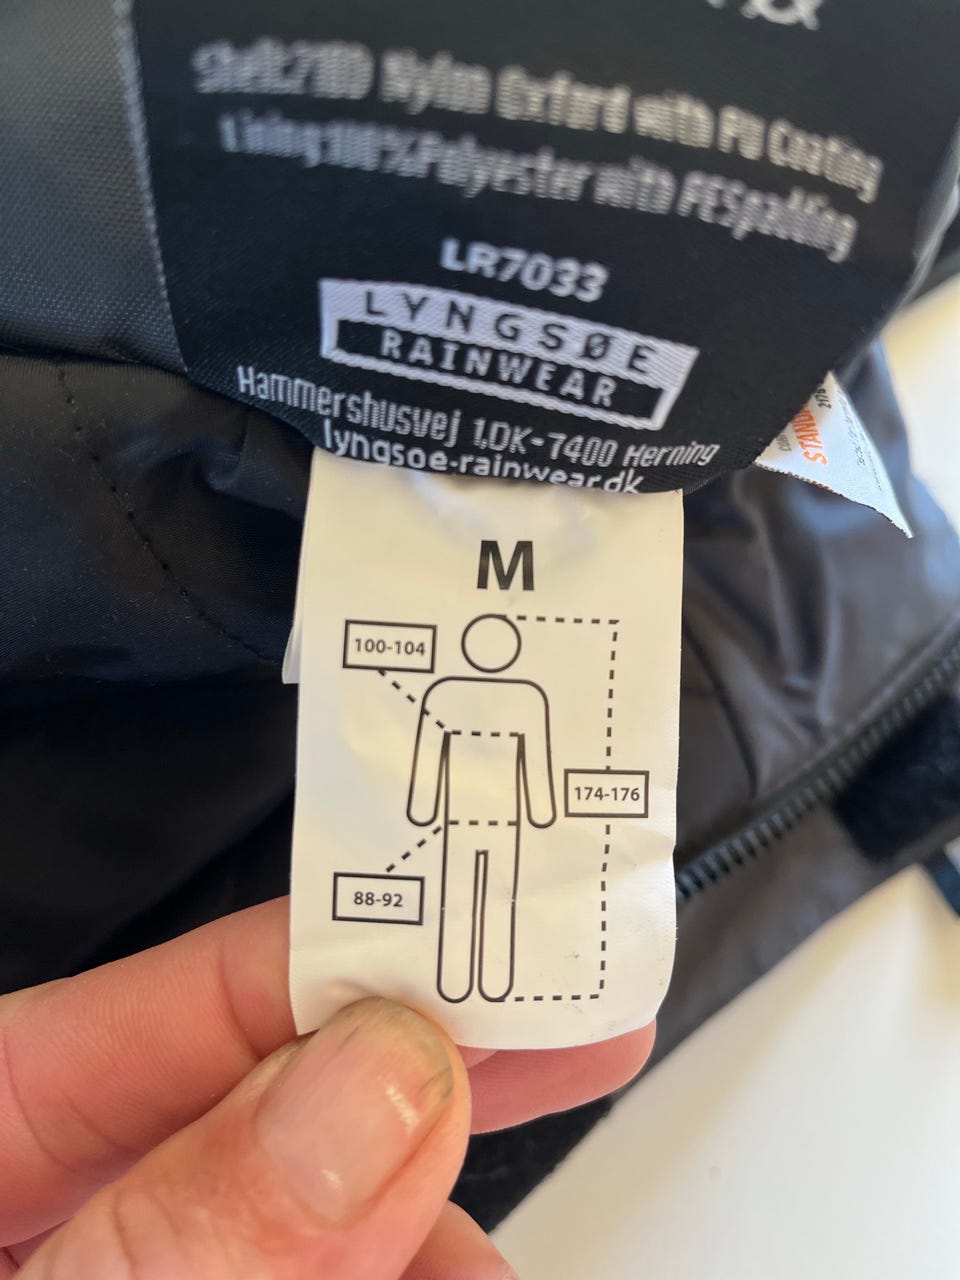 Shell:210D Nylon Oxford with PU Coating
Lining:100%Polyester with PESpadding
LR7033
LYNGSØE
RAINWEAR
Hammershusvej 1,DK-7400 Herning
lyngsoe-rainwear.dk
M
100-104
174-176
88-92